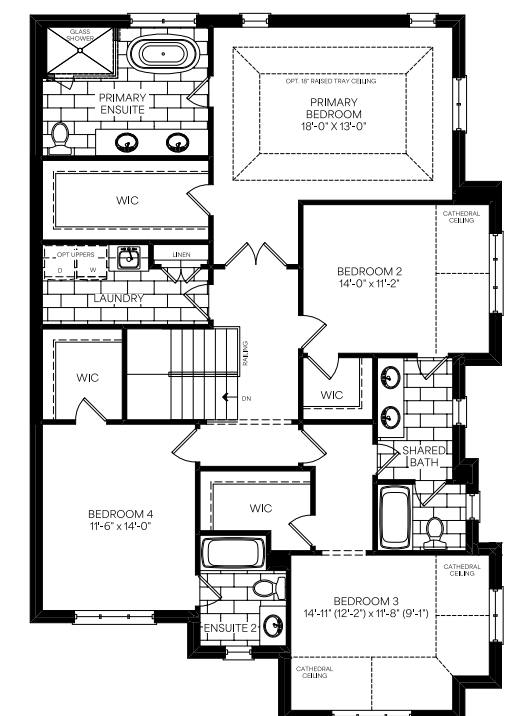 GLASS
SHOWER
PRIMARY
ENSUITE
OPT. 18" RAISED TRAY CEILING
PRIMARY
BEDROOM
18'-0" X 13'-0"
WIC
CATHEDRAL
CEILING
OPT UPPERS
D W
LINEN
LAUNDRY
BEDROOM 2
14'-0" x 11'-2"
WIC
RAILING
DN
WIC
SHARED
BATH
BEDROOM 4
11'-6" x 14'-0"
WIC
ENSUITE 2
CATHEDRAL
CEILING
BEDROOM 3
14'-11" (12'-2") x 11'-8" (9'-1")
CATHEDRAL
CEILING